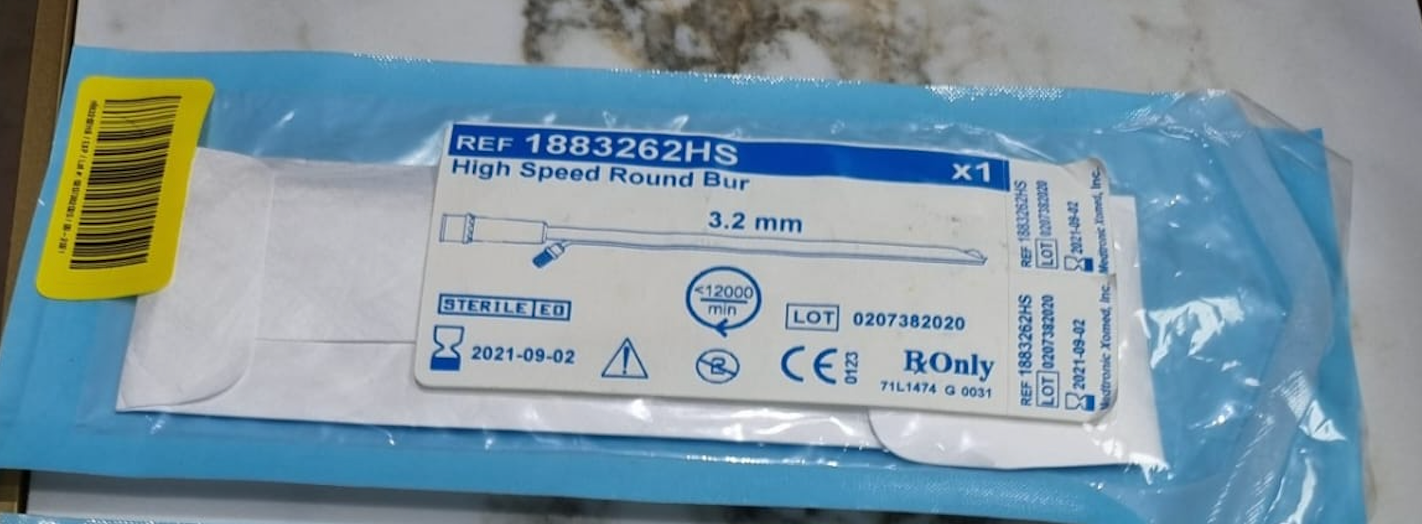 REF 1883262HS x1
High Speed Round Bur
3.2 mm
<12000
min
STERILE EO
LOT 0207382020
2021-09-02
CE 0123
RxOnly
71L1474 G 0031
REF 1883262HS
LOT 0207382020
2021-09-02
Medtronic Xomed, Inc.
REF 1883262HS
LOT 0207382020
2021-09-02
Medtronic Xomed, Inc.